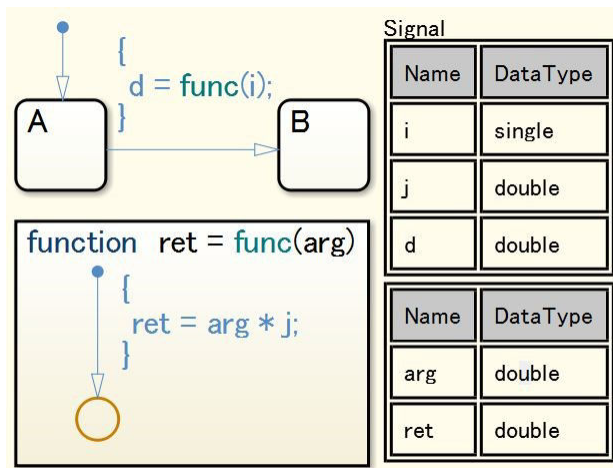 {
d = func(i);
}
A
B
function ret = func(arg)
{
ret = arg * j;
}
Signal
Name DataType
i single
j double
d double
Name DataType
arg double
ret double